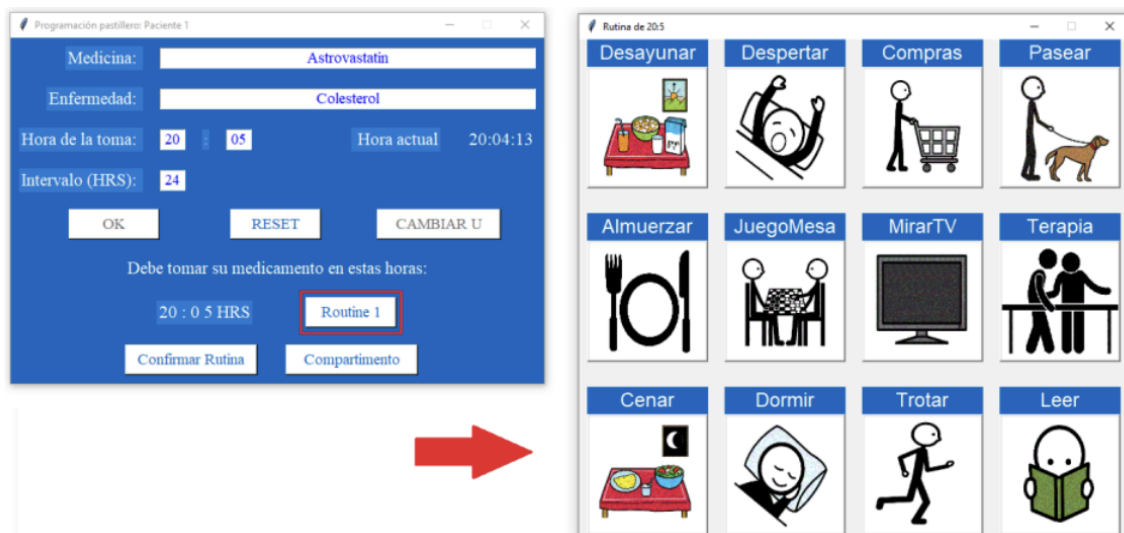 Programación pastillero: Paciente 1
Medicina: Astrovastatin
Enfermedad: Colesterol
Hora de la toma: 20 : 05 Hora actual 20:04:13
Intervalo (HRS): 24
OK RESET CAMBIAR U
Debe tomar su medicamento en estas horas:
20 : 0 5 HRS Routine 1
Confirmar Rutina Compartimento
Rutina de 20:5
Desayunar Despertar Compras Pasear
Almuerzar JuegoMesa MirarTV Terapia
Cenar Dormir Trotar Leer